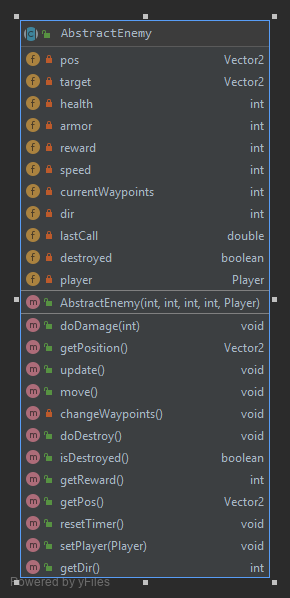 AbstractEnemy
pos Vector2
target Vector2
health int
armor int
reward int
speed int
currentWaypoints int
dir int
lastCall double
destroyed boolean
player Player
AbstractEnemy(int, int, int, int, Player)
doDamage(int) void
getPosition() Vector2
update() void
move() void
changeWaypoints() void
doDestroy() void
isDestroyed() boolean
getReward() int
getPos() Vector2
resetTimer() void
setPlayer(Player) void
getDir() int
Powered by yFiles